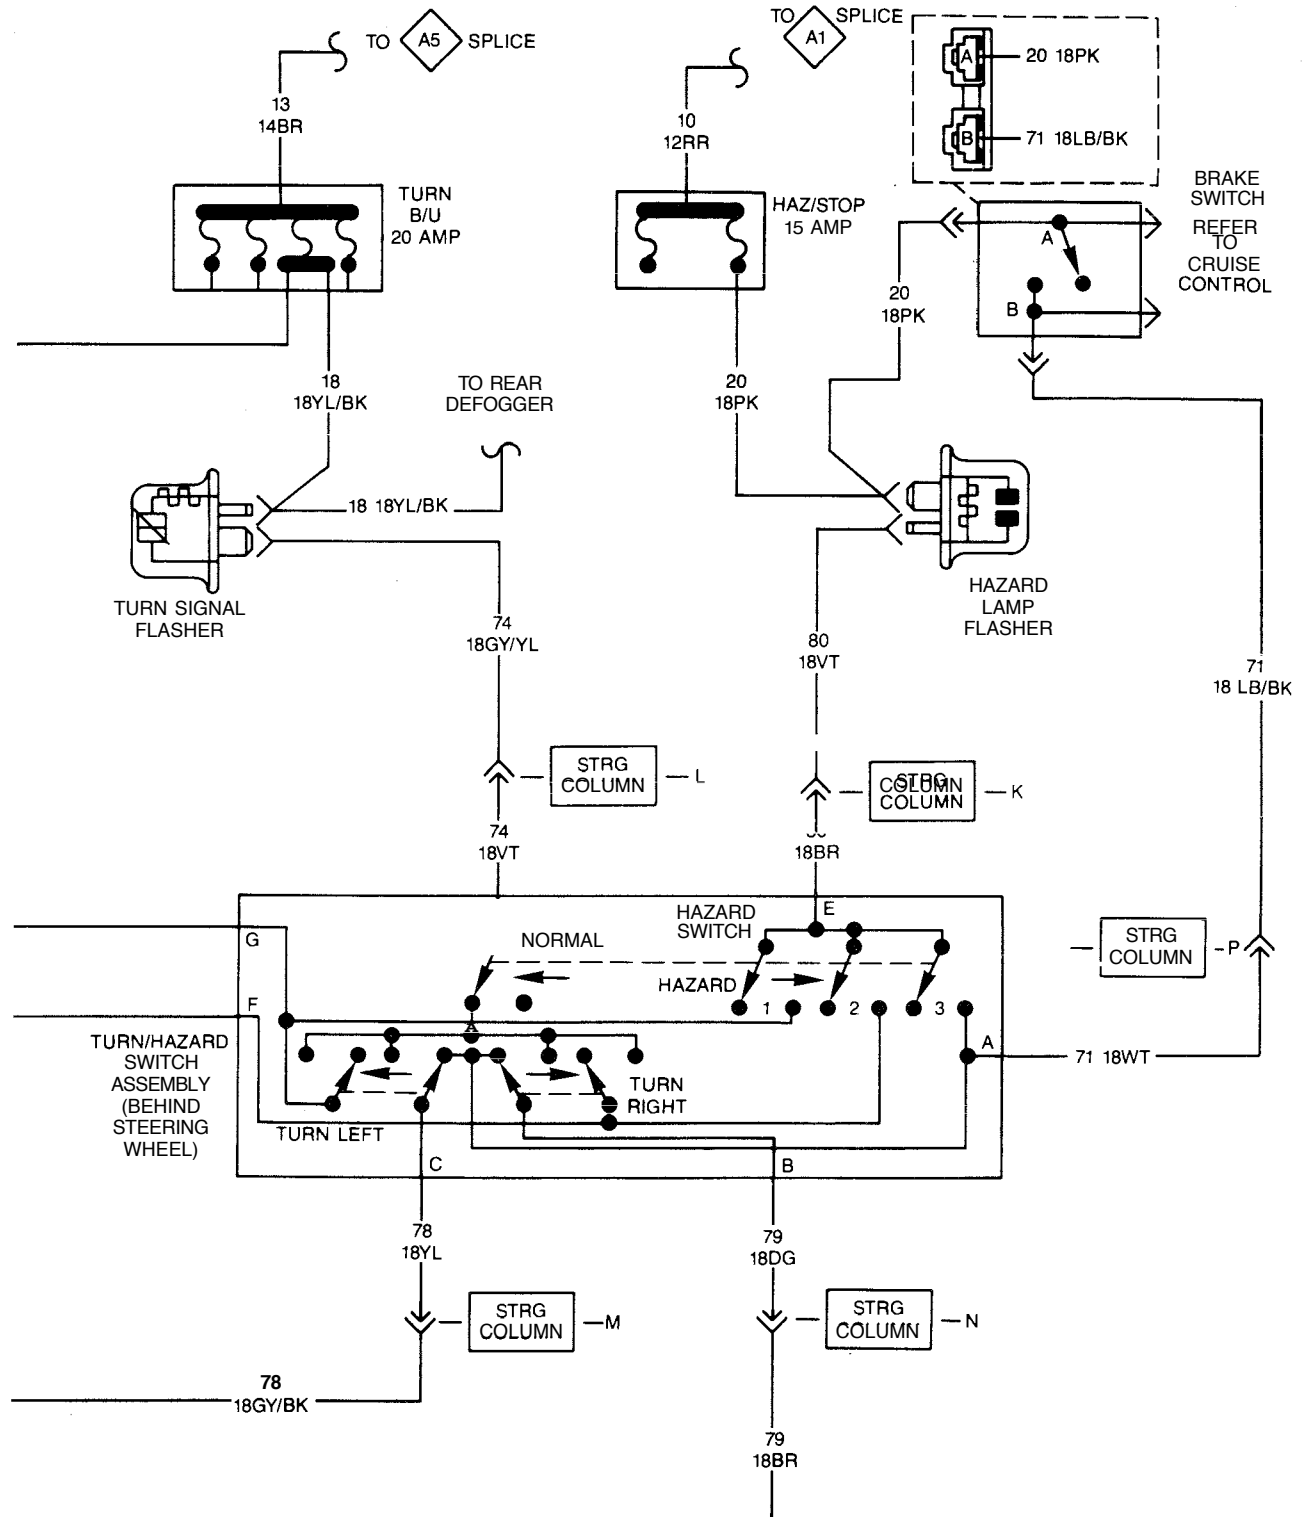 TO A5 SPLICE
TO A1 SPLICE
A
20 18PK
B
71 18LB/BK
13
14BR
10
12RR
TURN
B/U
20 AMP
HAZ/STOP
15 AMP
BRAKE
SWITCH
REFER
TO
CRUISE
CONTROL
A
B
20
18PK
18
18YL/BK
TO REAR
DEFOGGER
20
18PK
18 18YL/BK
TURN SIGNAL
FLASHER
HAZARD
LAMP
FLASHER
74
18GY/YL
80
18VT
71
18 LB/BK
STRG
COLUMN
L
STRG
COLUMN
COLUMN
K
74
18VT
18BR
E
HAZARD
SWITCH
NORMAL
G
STRG
COLUMN
P
HAZARD
1
2
3
F
A
A
71 18WT
TURN/HAZARD
SWITCH
ASSEMBLY
(BEHIND
STEERING
WHEEL)
TURN
RIGHT
TURN LEFT
C
B
78
18YL
79
18DG
STRG
COLUMN
M
STRG
COLUMN
N
78
18GY/BK
79
18BR